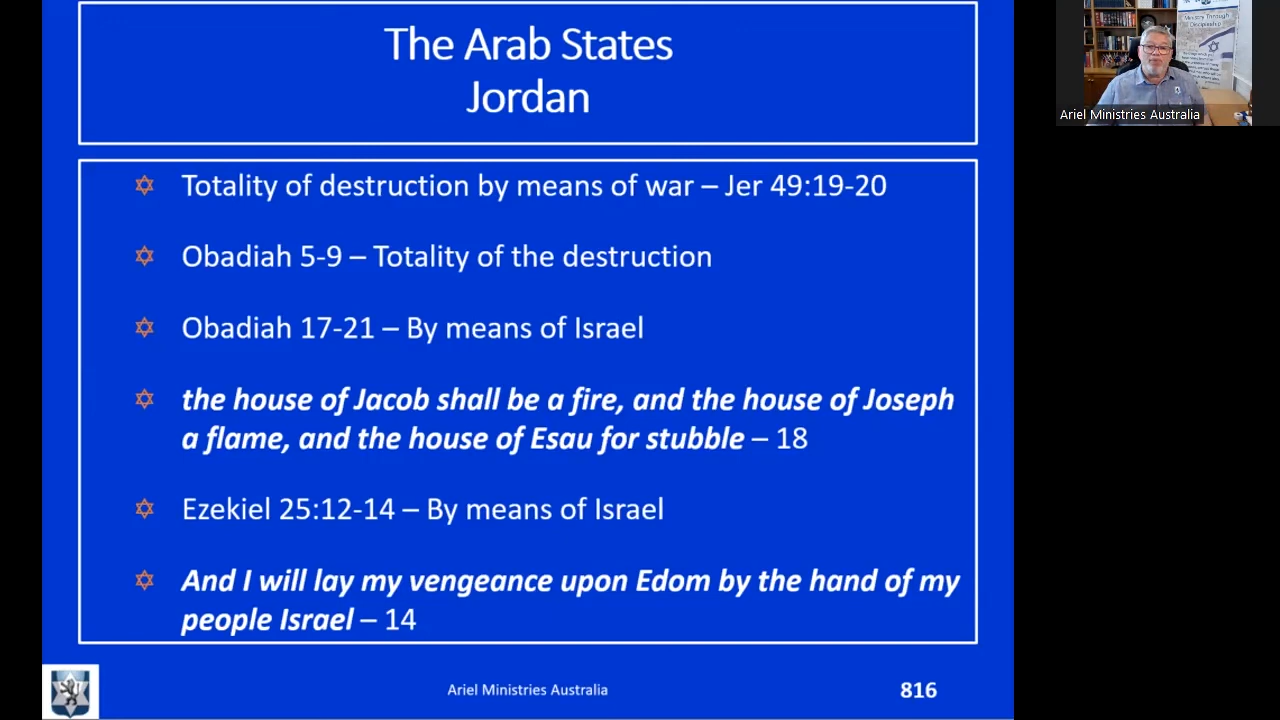 The Arab States
Jordan
Totality of destruction by means of war – Jer 49:19-20
Obadiah 5-9 – Totality of the destruction
Obadiah 17-21 – By means of Israel
the house of Jacob shall be a fire, and the house of Joseph
a flame, and the house of Esau for stubble – 18
Ezekiel 25:12-14 – By means of Israel
And I will lay my vengeance upon Edom by the hand of my
people Israel – 14
Ariel Ministries Australia
816
Ministry Through
Discipleship
Ariel Ministries Australia